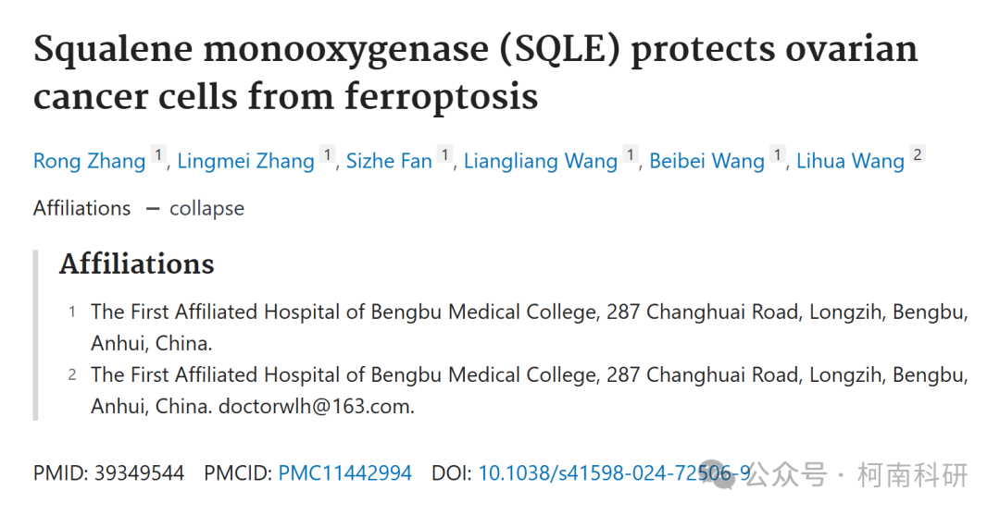 Squalene monooxygenase (SQLE) protects ovarian
cancer cells from ferroptosis
Rong Zhang 1, Lingmei Zhang 1, Sizhe Fan 1, Liangliang Wang 1, Beibei Wang 1, Lihua Wang 2
Affiliations — collapse
Affiliations
1 The First Affiliated Hospital of Bengbu Medical College, 287 Changhuai Road, Longzih, Bengbu,
Anhui, China.
2 The First Affiliated Hospital of Bengbu Medical College, 287 Changhuai Road, Longzih, Bengbu,
Anhui, China. doctorwlh@163.com.
PMID: 39349544 PMCID: PMC11442994 DOI: 10.1038/s41598-024-72506-9
公众号 · 柯南科研